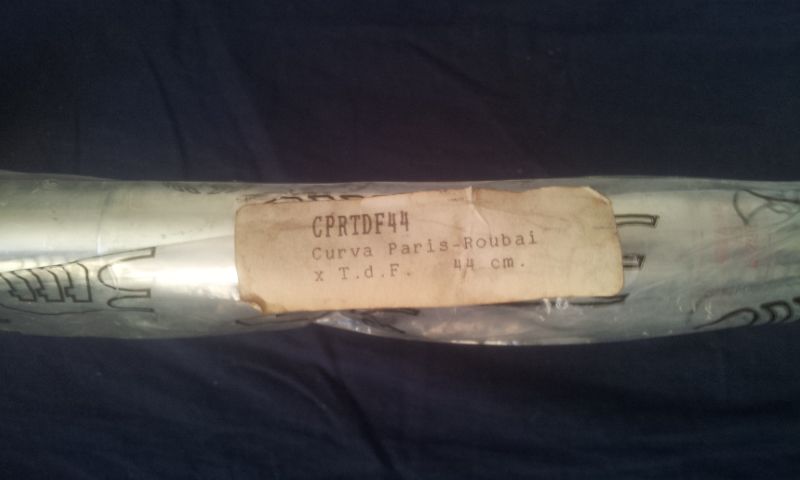 CPRTDF44
Curva Paris-Roubai
x T.d.F. 44 cm.